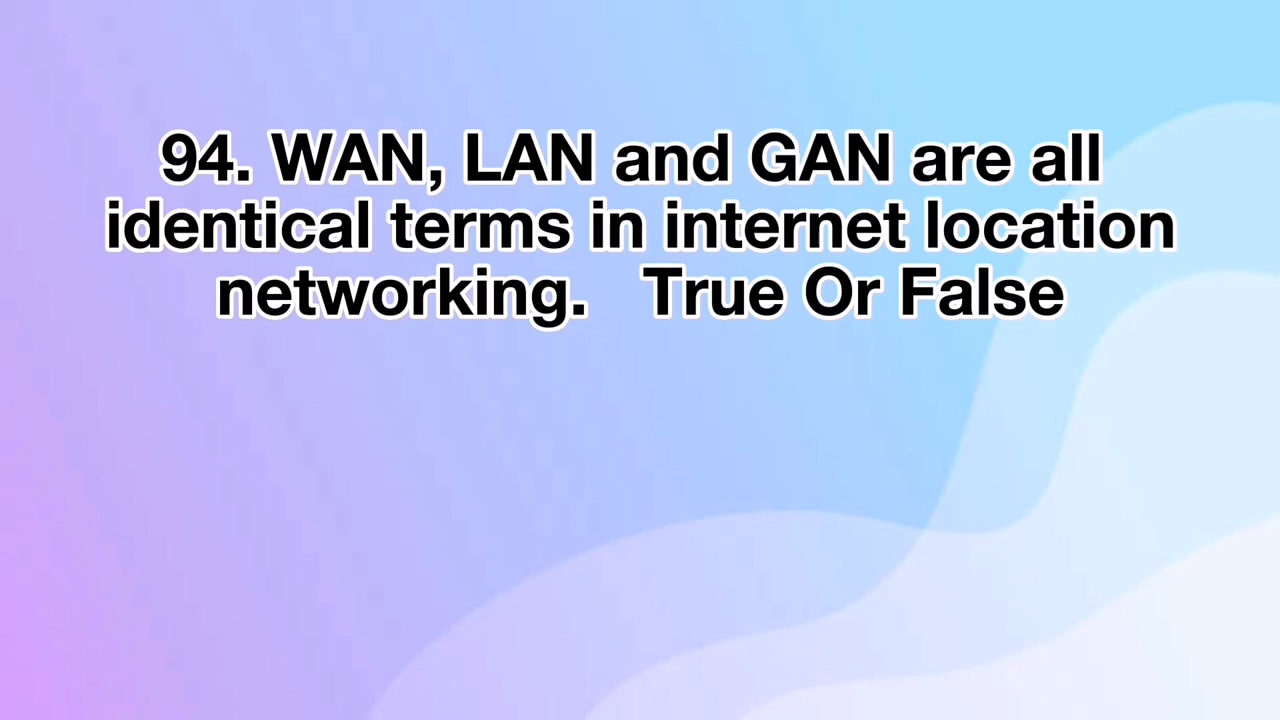 94. WAN, LAN and GAN are all
identical terms in internet location
networking. True Or False